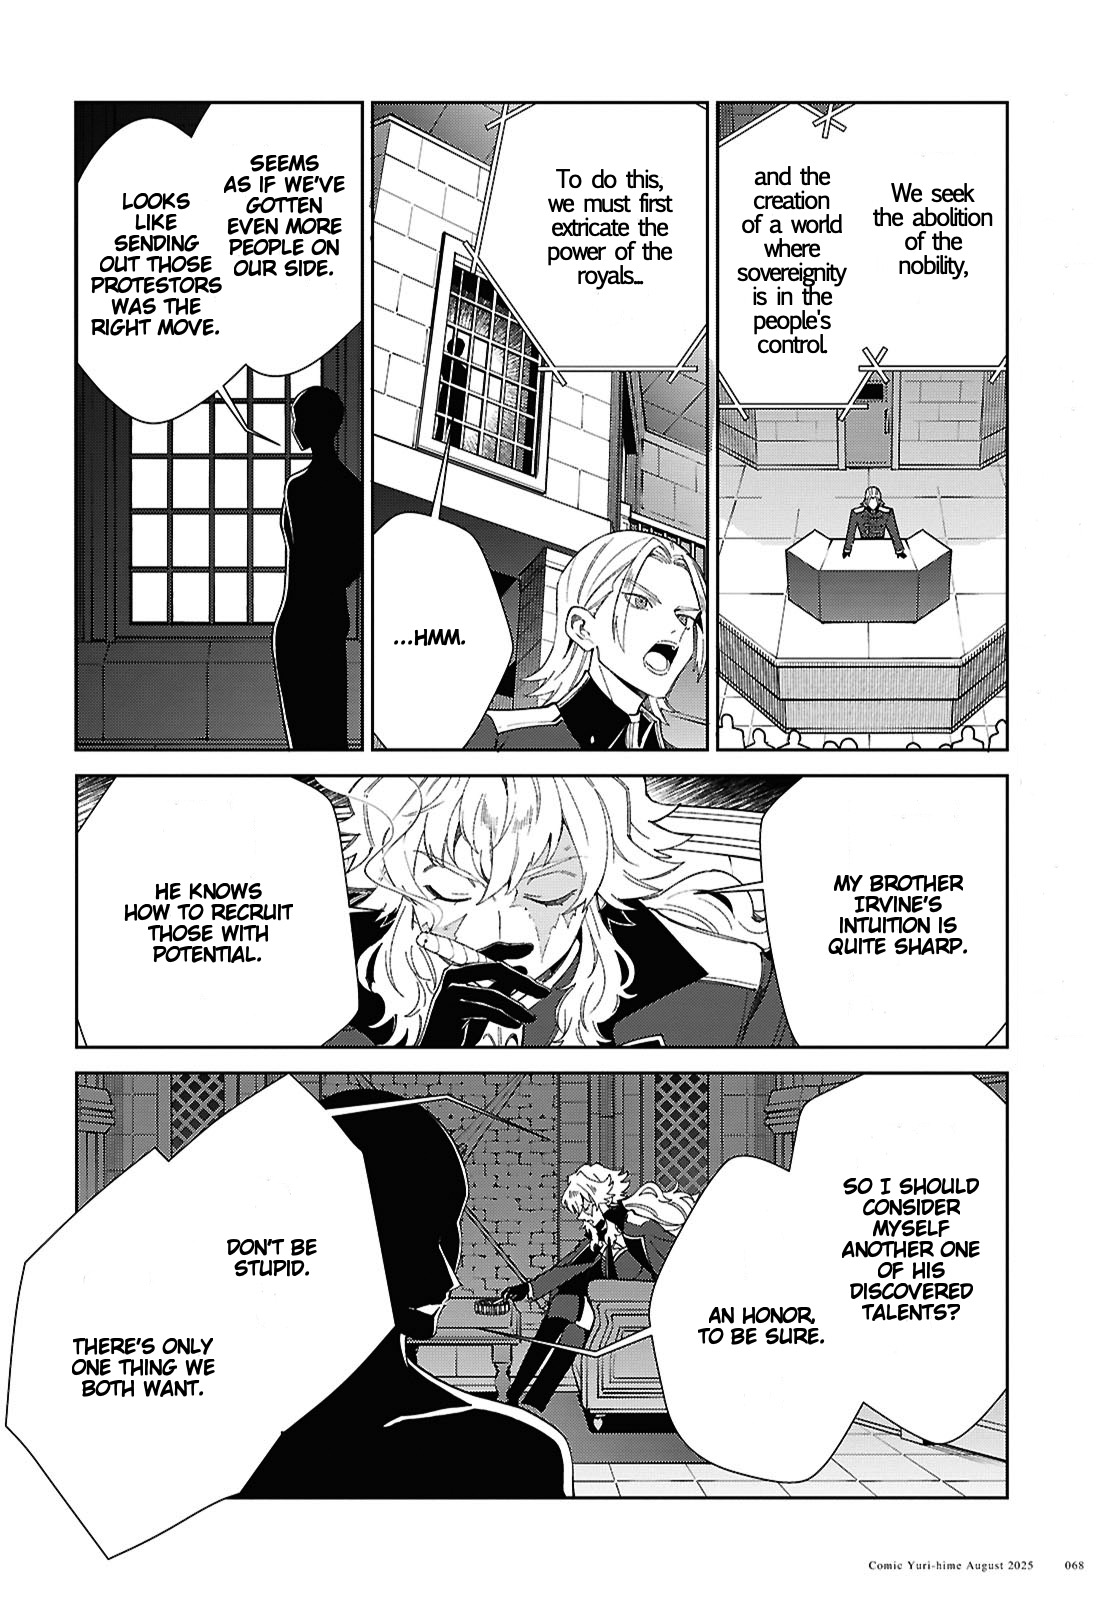 We seek
the abolition
of the
nobility,
and the
creation
of a world
where
sovereignity
is in the
people's
control.
To do this,
we must first
extricate the
power of the
royals...
...HMM.
SEEMS
AS IF WE'VE
GOTTEN
EVEN MORE
PEOPLE ON
OUR SIDE.
LOOKS
LIKE
SENDING
OUT THOSE
PROTESTORS
WAS THE
RIGHT MOVE.
MY BROTHER
IRVINE'S
INTUITION IS
QUITE SHARP.
HE KNOWS
HOW TO RECRUIT
THOSE WITH
POTENTIAL.
SO I SHOULD
CONSIDER
MYSELF
ANOTHER ONE
OF HIS
DISCOVERED
TALENTS?
AN HONOR,
TO BE SURE.
DON'T BE
STUPID.
THERE'S ONLY
ONE THING WE
BOTH WANT.
Comic Yuri-hime August 2025 068